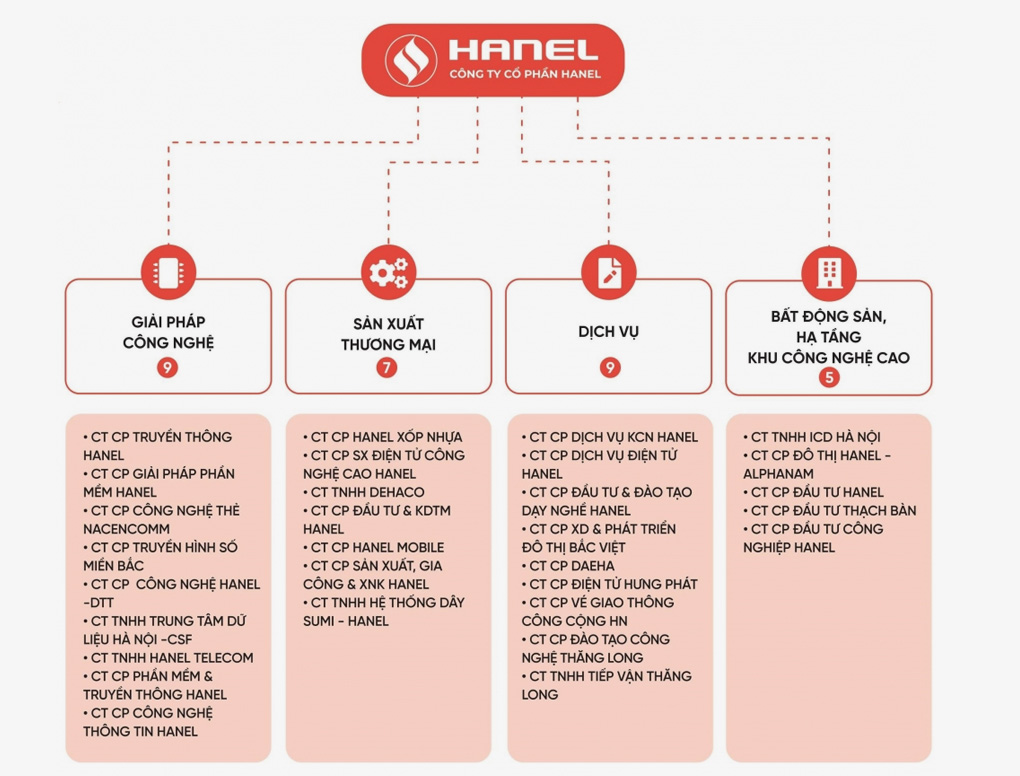 HANEL
CÔNG TY CỔ PHẦN HANEL
GIẢI PHÁP
CÔNG NGHỆ
9
SẢN XUẤT
THƯƠNG MẠI
7
DỊCH VỤ
9
BẤT ĐỘNG SẢN,
HẠ TẦNG
KHU CÔNG NGHỆ CAO
5
• CT CP TRUYỀN THÔNG
HANEL
• CT CP GIẢI PHÁP PHẦN
MỀM HANEL
• CT CP CÔNG NGHỆ THẺ
NACENCOMM
• CT CP TRUYỀN HÌNH SỐ
MIỀN BẮC
• CT CP CÔNG NGHỆ HANEL
-DTT
• CT TNHH TRUNG TÂM DỮ
LIỆU HÀ NỘI -CSF
• CT TNHH HANEL TELECOM
• CT CP PHẦN MỀM &
TRUYỀN THÔNG HANEL
• CT CP CÔNG NGHỆ
THÔNG TIN HANEL
• CT CP HANEL XỐP NHỰA
• CT CP SX ĐIỆN TỬ CÔNG
NGHỆ CAO HANEL
• CT TNHH DEHACO
• CT CP ĐẦU TƯ & KDTM
HANEL
• CT CP HANEL MOBILE
• CT CP SẢN XUẤT, GIA
CÔNG & XNK HANEL
• CT TNHH HỆ THỐNG DÂY
SUMI - HANEL
• CT CP DỊCH VỤ KCN HANEL
• CT CP DỊCH VỤ ĐIỆN TỬ
HANEL
• CT CP ĐẦU TƯ & ĐÀO TẠO
DẠY NGHỀ HANEL
• CT CP XD & PHÁT TRIỂN
ĐÔ THỊ BẮC VIỆT
• CT CP DAEHA
• CT CP ĐIỆN TỬ HƯNG PHÁT
• CT CP VÉ GIAO THÔNG
CÔNG CỘNG HN
• CT CP ĐÀO TẠO CÔNG
NGHỆ THĂNG LONG
• CT TNHH TIẾP VẬN THĂNG
LONG
• CT TNHH ICD HÀ NỘI
• CT CP ĐÔ THỊ HANEL -
ALPHANAM
• CT CP ĐẦU TƯ HANEL
• CT CP ĐẦU TƯ THẠCH BÀN
• CT CP ĐẦU TƯ CÔNG
NGHIỆP HANEL